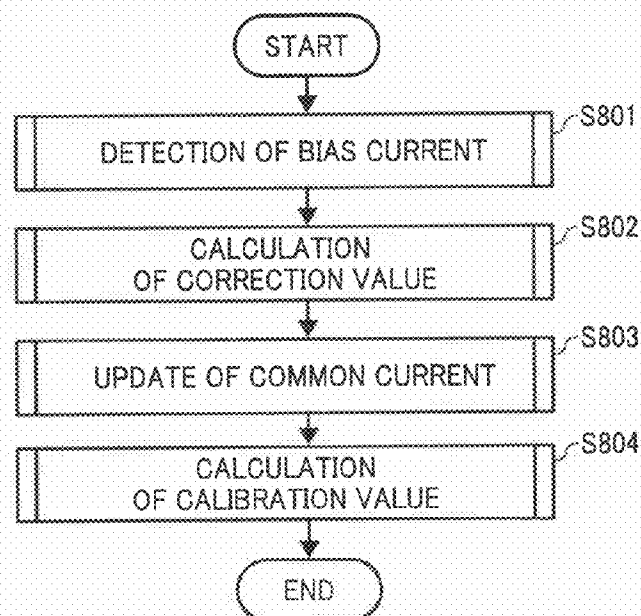 START
DETECTION OF BIAS CURRENT
S801
CALCULATION
OF CORRECTION VALUE
S802
UPDATE OF COMMON CURRENT
S803
CALCULATION
OF CALIBRATION VALUE
S804
END